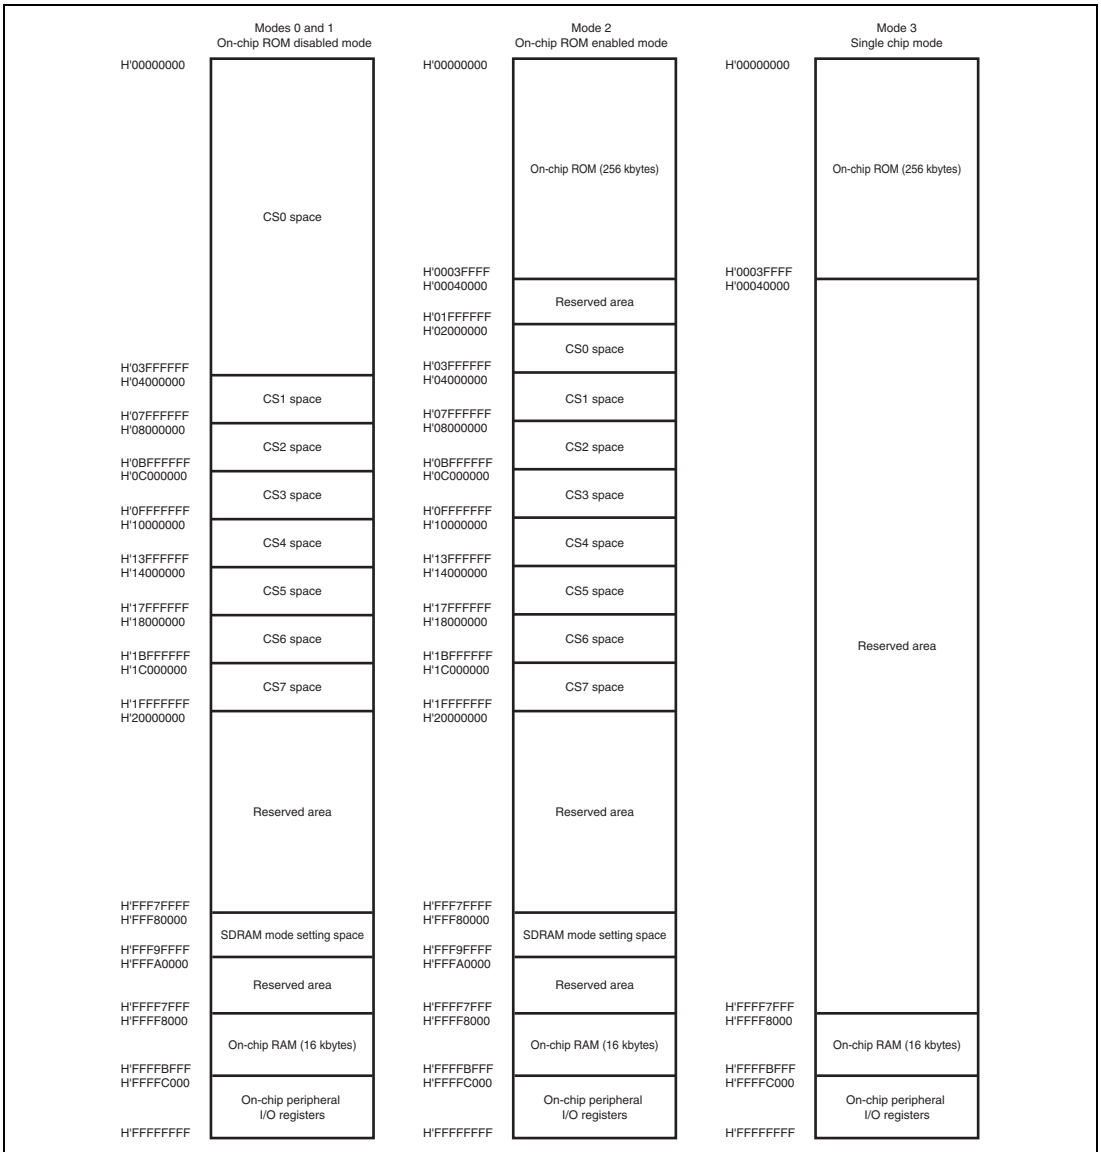 Modes 0 and 1
On-chip ROM disabled mode
H'00000000
CS0 space
H'03FFFFFF
H'04000000
CS1 space
H'07FFFFFF
H'08000000
CS2 space
H'0BFFFFFF
H'0C000000
CS3 space
H'0FFFFFFF
H'10000000
CS4 space
H'13FFFFFF
H'14000000
CS5 space
H'17FFFFFF
H'18000000
CS6 space
H'1BFFFFFF
H'1C000000
CS7 space
H'1FFFFFFF
H'20000000
Reserved area
H'FFF7FFFF
H'FFF80000
SDRAM mode setting space
H'FFF9FFFF
H'FFFA0000
Reserved area
H'FFFF7FFF
H'FFFF8000
On-chip RAM (16 kbytes)
H'FFFFBFFF
H'FFFFC000
On-chip peripheral
I/O registers
H'FFFFFFFF
Mode 2
On-chip ROM enabled mode
H'00000000
On-chip ROM (256 kbytes)
H'0003FFFF
H'00040000
Reserved area
H'01FFFFFF
H'02000000
CS0 space
H'03FFFFFF
H'04000000
CS1 space
H'07FFFFFF
H'08000000
CS2 space
H'0BFFFFFF
H'0C000000
CS3 space
H'0FFFFFFF
H'10000000
CS4 space
H'13FFFFFF
H'14000000
CS5 space
H'17FFFFFF
H'18000000
CS6 space
H'1BFFFFFF
H'1C000000
CS7 space
H'1FFFFFFF
H'20000000
Reserved area
H'FFF7FFFF
H'FFF80000
SDRAM mode setting space
H'FFF9FFFF
H'FFFA0000
Reserved area
H'FFFF7FFF
H'FFFF8000
On-chip RAM (16 kbytes)
H'FFFFBFFF
H'FFFFC000
On-chip peripheral
I/O registers
H'FFFFFFFF
Mode 3
Single chip mode
H'00000000
On-chip ROM (256 kbytes)
H'0003FFFF
H'00040000
Reserved area
H'FFFF7FFF
H'FFFF8000
On-chip RAM (16 kbytes)
H'FFFFBFFF
H'FFFFC000
On-chip peripheral
I/O registers
H'FFFFFFFF